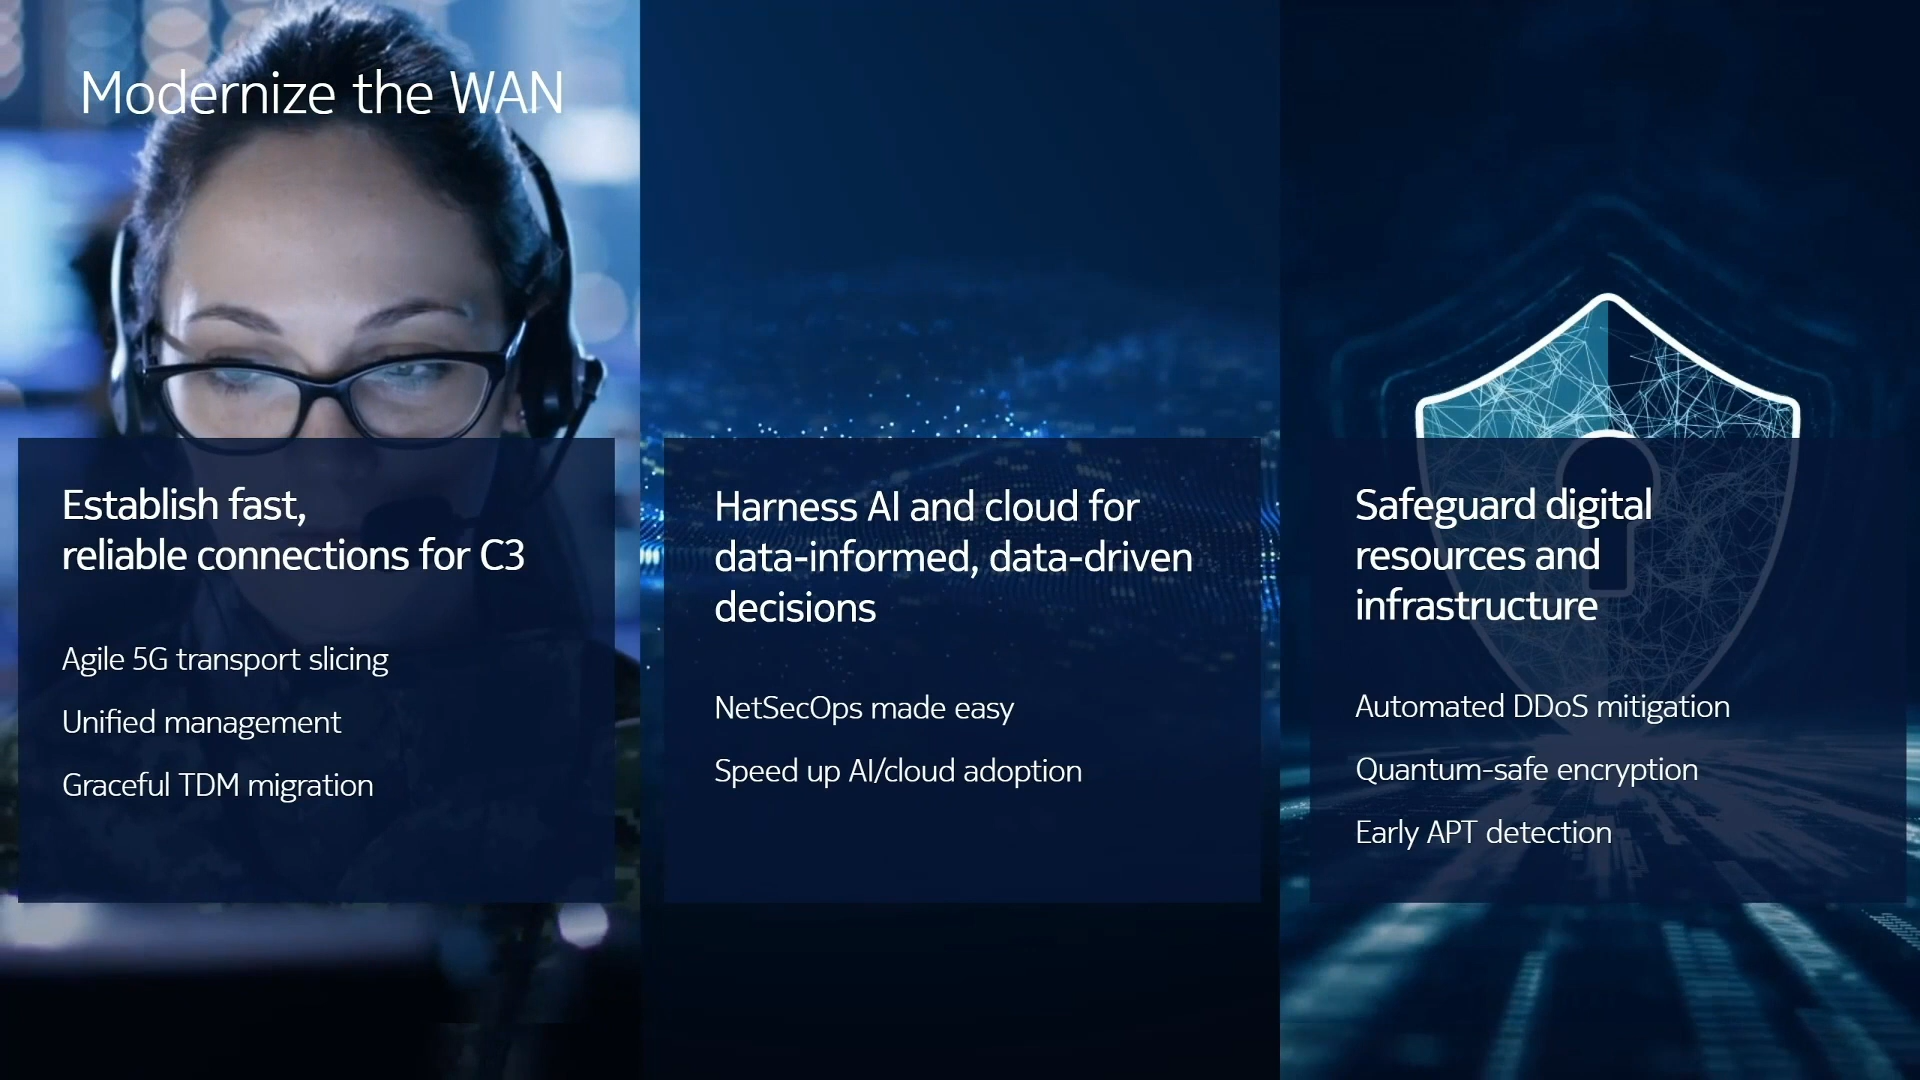 Modernize the WAN
Establish fast,
reliable connections for C3
Agile 5G transport slicing
Unified management
Graceful TDM migration
Harness AI and cloud for
data-informed, data-driven
decisions
NetSecOps made easy
Speed up AI/cloud adoption
Safeguard digital
resources and
infrastructure
Automated DDoS mitigation
Quantum-safe encryption
Early APT detection